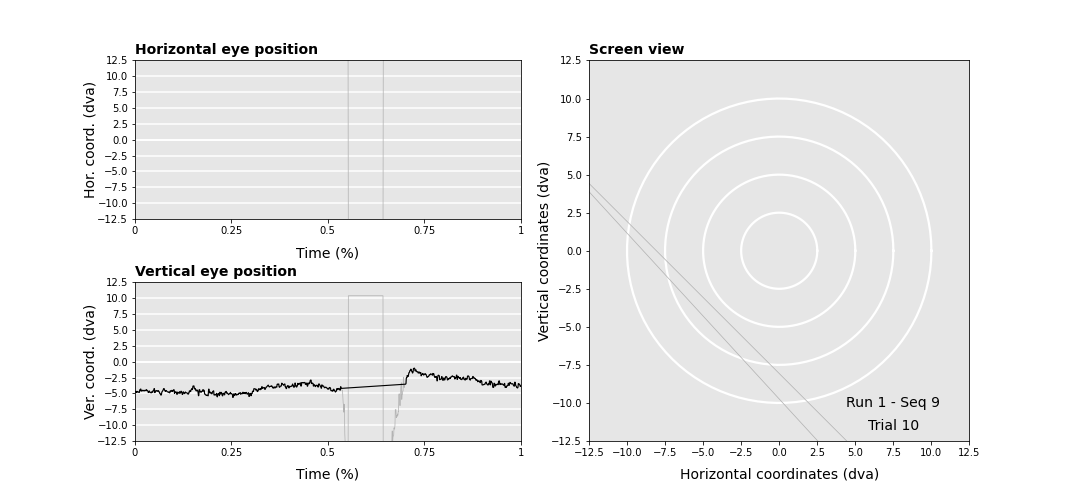 Horizontal eye position
Hor. coord. (dva)
12.5
10.0
7.5
5.0
2.5
0.0
−2.5
−5.0
−7.5
−10.0
−12.5
0 0.25 0.5 0.75 1
Time (%)
Vertical eye position
Ver. coord. (dva)
12.5
10.0
7.5
5.0
2.5
0.0
−2.5
−5.0
−7.5
−10.0
−12.5
0 0.25 0.5 0.75 1
Time (%)
Screen view
Vertical coordinates (dva)
12.5
10.0
7.5
5.0
2.5
0.0
−2.5
−5.0
−7.5
−10.0
−12.5
Run 1 - Seq 9
Trial 10
−12.5 −10.0 −7.5 −5.0 −2.5 0.0 2.5 5.0 7.5 10.0 12.5
Horizontal coordinates (dva)